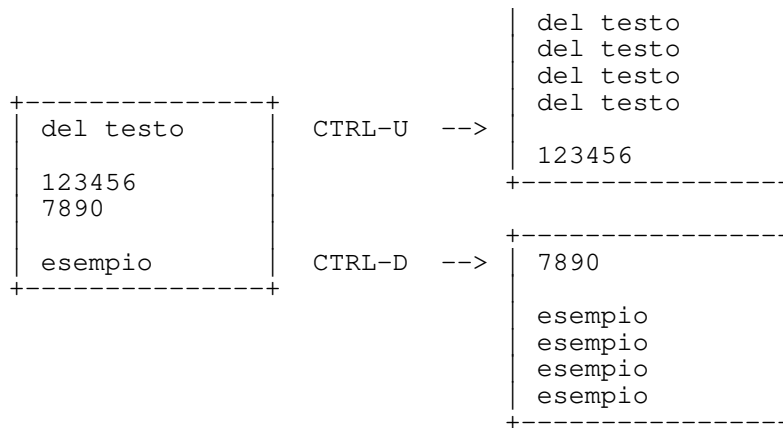 | del testo
| del testo
| del testo
+---------------+ | del testo
| del testo | CTRL-U --> |
| | | 123456
| 123456 | +----------------
| 7890 |
| | +----------------
| esempio | CTRL-D --> | 7890
+---------------+ |
| esempio
| esempio
| esempio
| esempio
+----------------